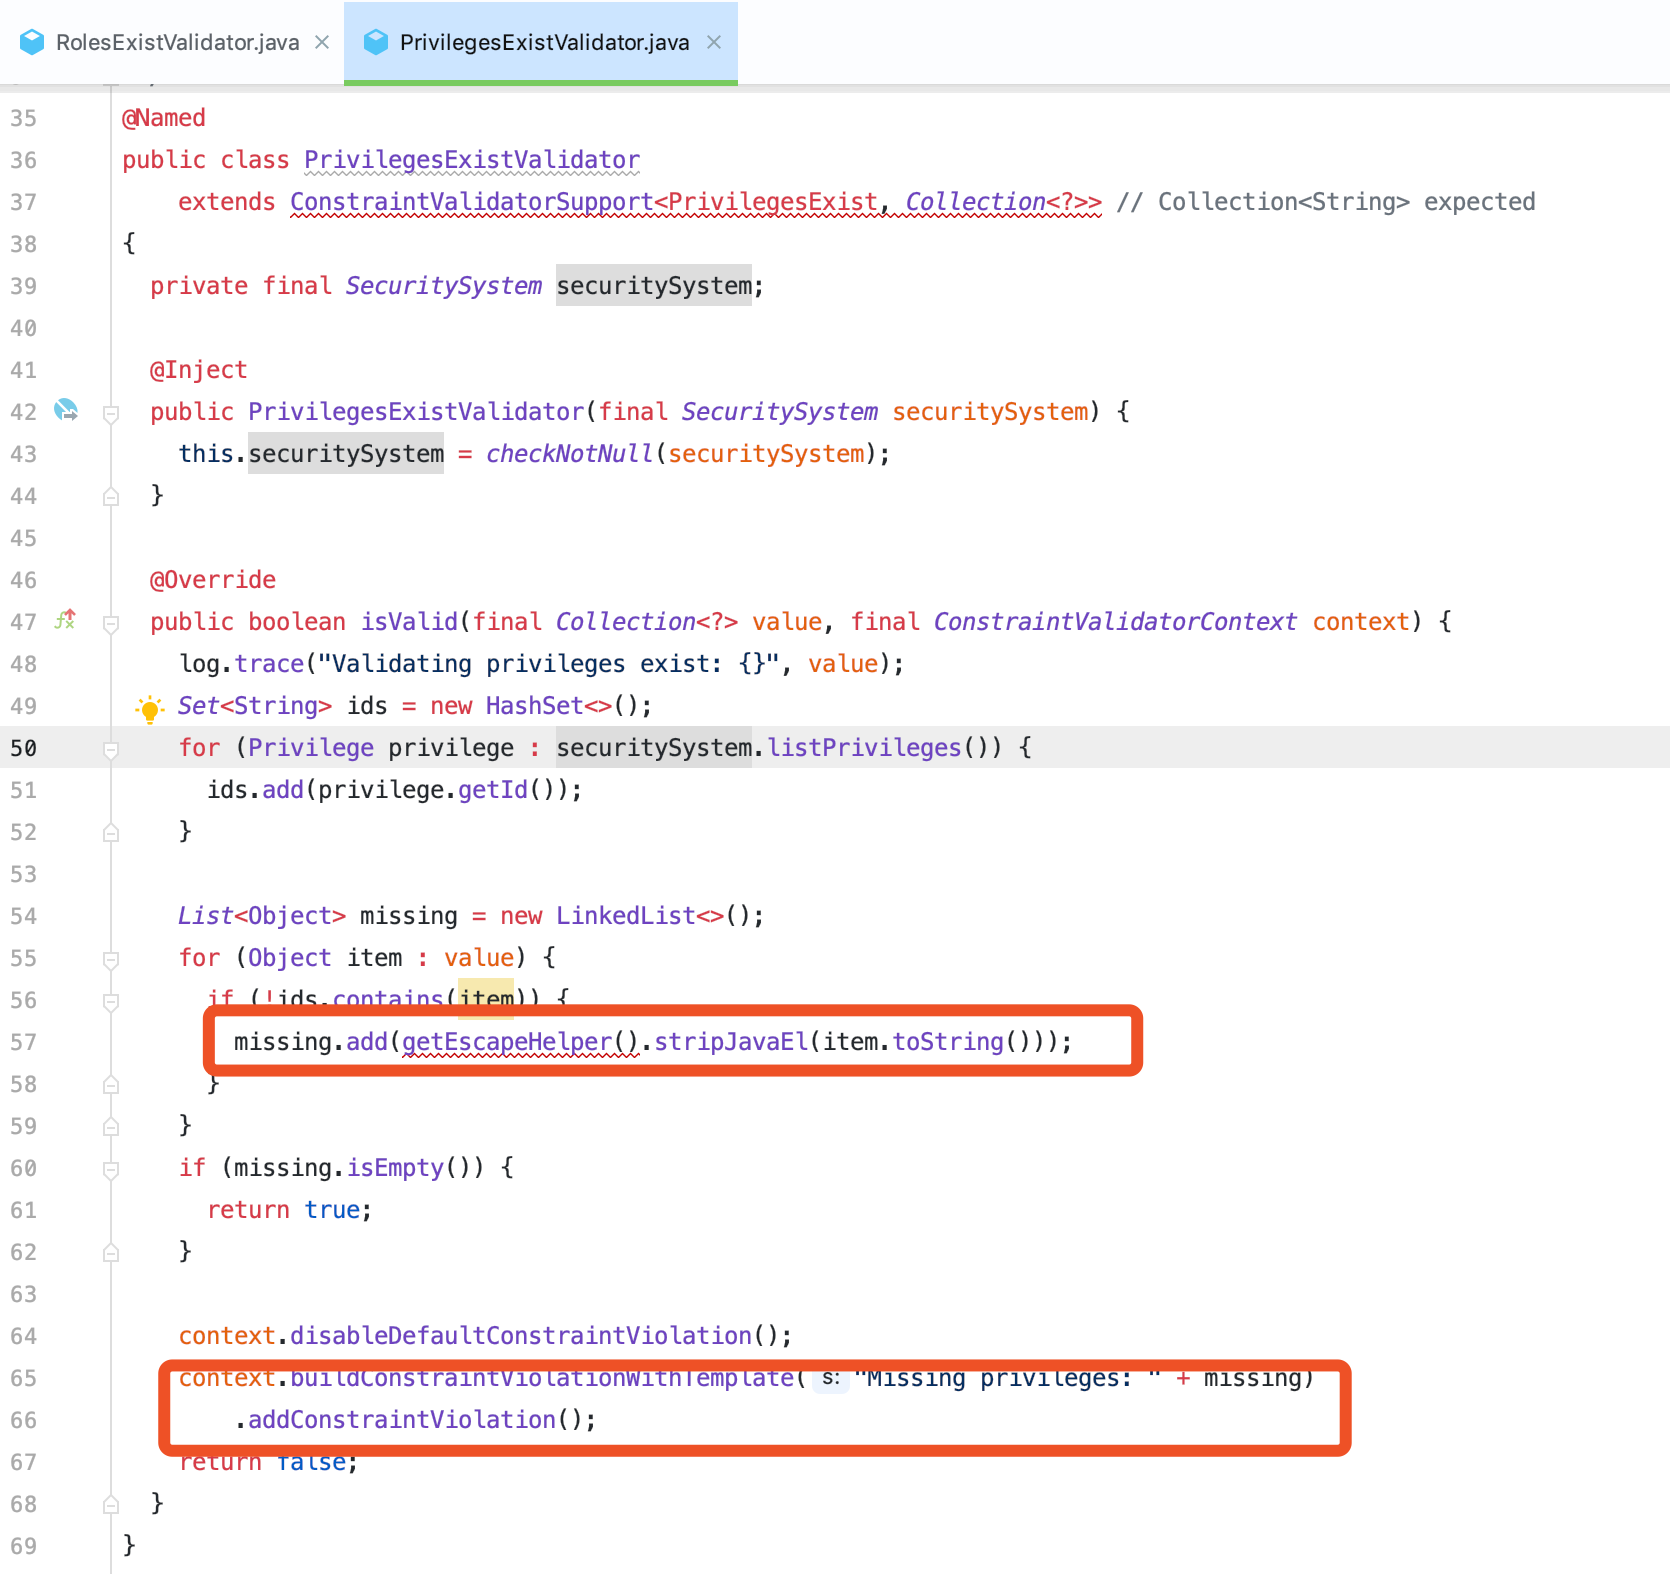 RolesExistValidator.java × PrivilegesExistValidator.java ×
35 @Named
36 public class PrivilegesExistValidator
37 extends ConstraintValidatorSupport<PrivilegesExist, Collection<?>> // Collection<String> expected
38 {
39 private final SecuritySystem securitySystem;
40
41 @Inject
42 public PrivilegesExistValidator(final SecuritySystem securitySystem) {
43 this.securitySystem = checkNotNull(securitySystem);
44 }
45
46 @Override
47 public boolean isValid(final Collection<?> value, final ConstraintValidatorContext context) {
48 log.trace("Validating privileges exist: {}", value);
49 Set<String> ids = new HashSet<>();
50 for (Privilege privilege : securitySystem.listPrivileges()) {
51 ids.add(privilege.getId());
52 }
53
54 List<Object> missing = new LinkedList<>();
55 for (Object item : value) {
56 if (!ids.contains(item)) {
57 missing.add(getEscapeHelper().stripJavaEl(item.toString()));
58 }
59 }
60 if (missing.isEmpty()) {
61 return true;
62 }
63
64 context.disableDefaultConstraintViolation();
65 context.buildConstraintViolationWithTemplate( s: "Missing privileges: " + missing)
66 .addConstraintViolation();
67 return false;
68 }
69 }